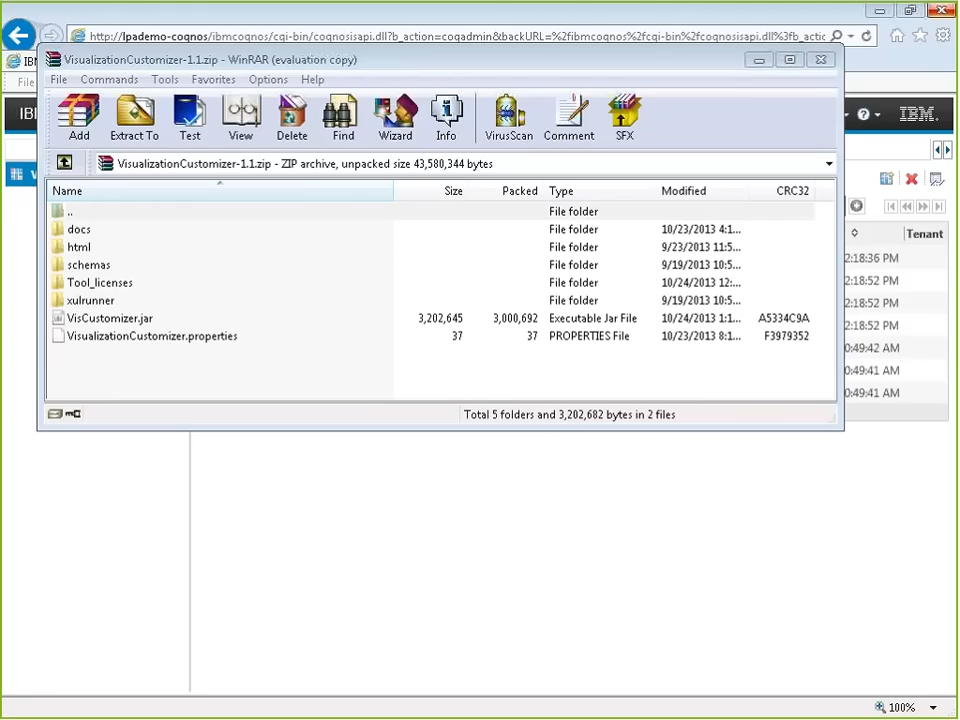 http://lpademo-cognos/ibmcognos/cgi-bin/cognosisapi.dll?b_action=cogadmin&backURL=%2fibmcognos%2fcgi-bin%2fcognosisapi.dll%3fb_actic
VisualizationCustomizer-1.1.zip - WinRAR (evaluation copy)
File Commands Tools Favorites Options Help
Add Extract To Test View Delete Find Wizard Info VirusScan Comment SFX
IBM.
VisualizationCustomizer-1.1.zip - ZIP archive, unpacked size 43,580,344 bytes
Name Size Packed Type Modified CRC32
.. File folder
docs File folder 10/23/2013 4:1...
html File folder 9/23/2013 11:5...
schemas File folder 9/19/2013 10:5...
Tool_licenses File folder 10/24/2013 12:...
xulrunner File folder 9/19/2013 10:5...
VisCustomizer.jar 3,202,645 3,000,692 Executable Jar File 10/24/2013 1:1... A5334C9A
VisualizationCustomizer.properties 37 37 PROPERTIES File 10/23/2013 8:1... F3979352
Total 5 folders and 3,202,682 bytes in 2 files
Tenant
2:18:36 PM
2:18:52 PM
2:18:52 PM
2:18:52 PM
0:49:42 AM
0:49:41 AM
0:49:41 AM
100%